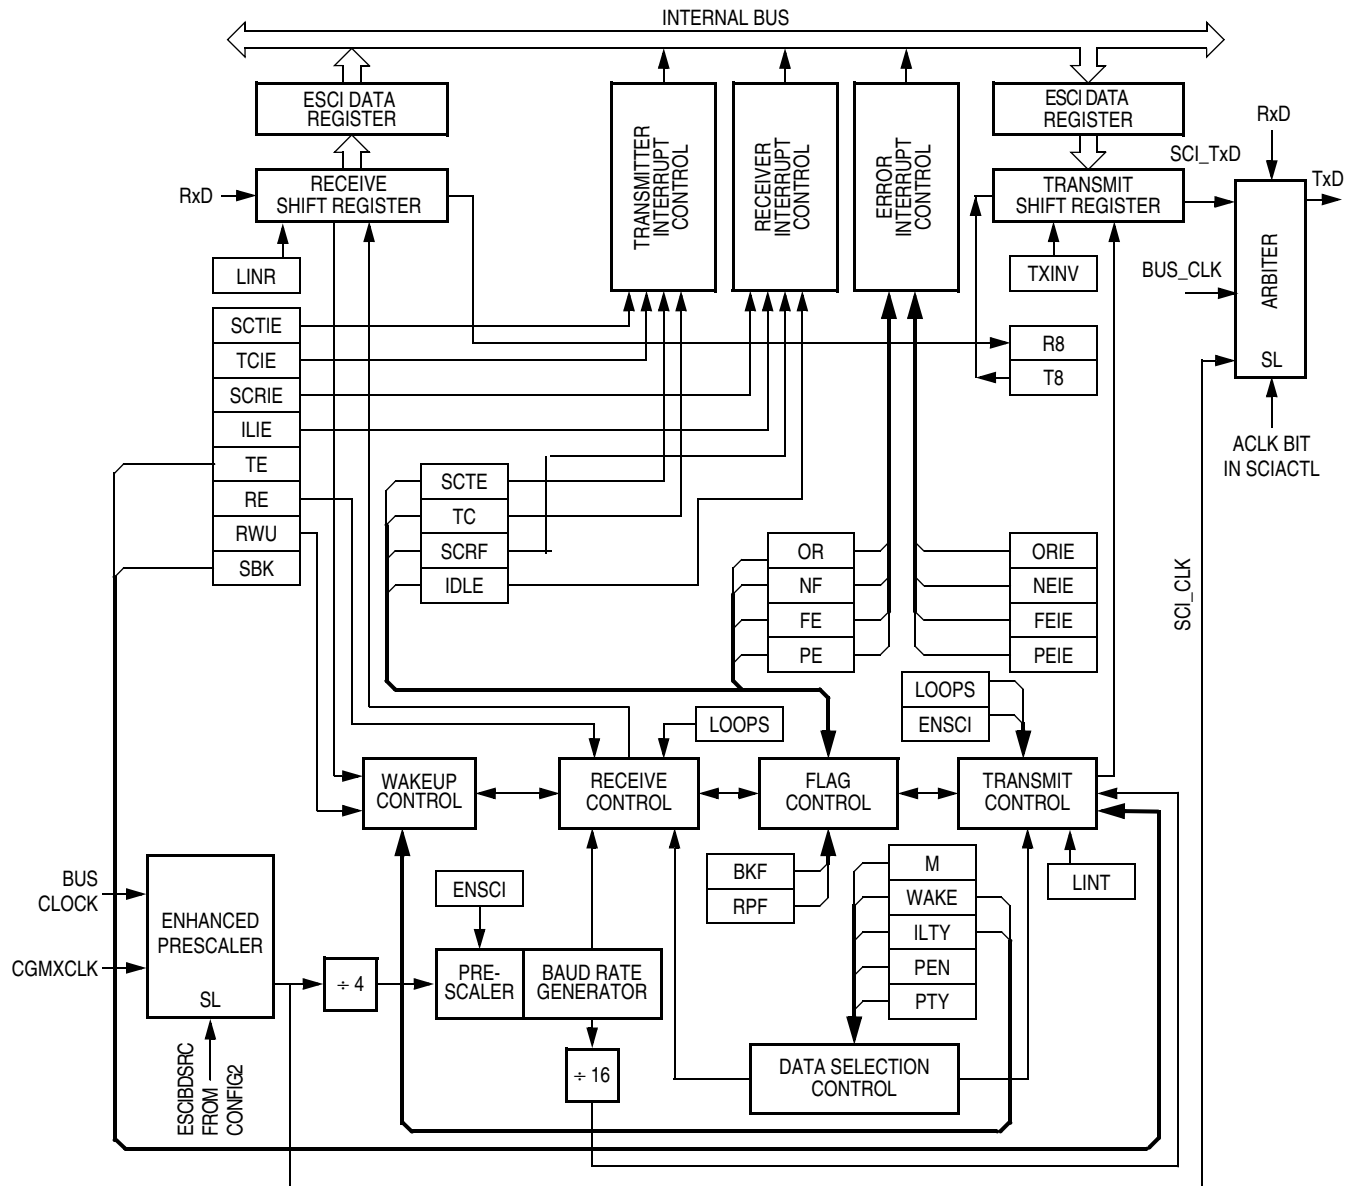 INTERNAL BUS
ESCI DATA
REGISTER
RECEIVE
SHIFT REGISTER
RxD
LINR
TRANSMITTER
INTERRUPT
CONTROL
RECEIVER
INTERRUPT
CONTROL
ERROR
INTERRUPT
CONTROL
ESCI DATA
REGISTER
TRANSMIT
SHIFT REGISTER
TXINV
SCI_TxD
RxD
TxD
BUS_CLK
ARBITER
SL
ACLK BIT
IN SCIACTL
R8
T8
SCTIE
TCIE
SCRIE
ILIE
TE
RE
RWU
SBK
SCTE
TC
SCRF
IDLE
OR
NF
FE
PE
ORIE
NEIE
FEIE
PEIE
SCI_CLK
LOOPS
LOOPS
ENSCI
WAKEUP
CONTROL
RECEIVE
CONTROL
FLAG
CONTROL
TRANSMIT
CONTROL
BKF
RPF
M
WAKE
ILTY
PEN
PTY
LINT
BUS
CLOCK
CGMXCLK
ENHANCED
PRESCALER
SL
ESCIBDSRC
FROM
CONFIG2
÷ 4
ENSCI
PRE-
SCALER
BAUD RATE
GENERATOR
÷ 16
DATA SELECTION
CONTROL